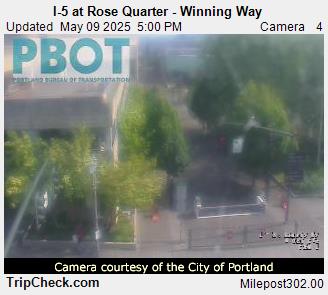 I-5 at Rose Quarter - Winning Way
Updated May 09 2025 5:00 PM Camera 4
PBOT
PORTLAND BUREAU OF TRANSPORTATION
Camera courtesy of the City of Portland
TripCheck.com Milepost302.00